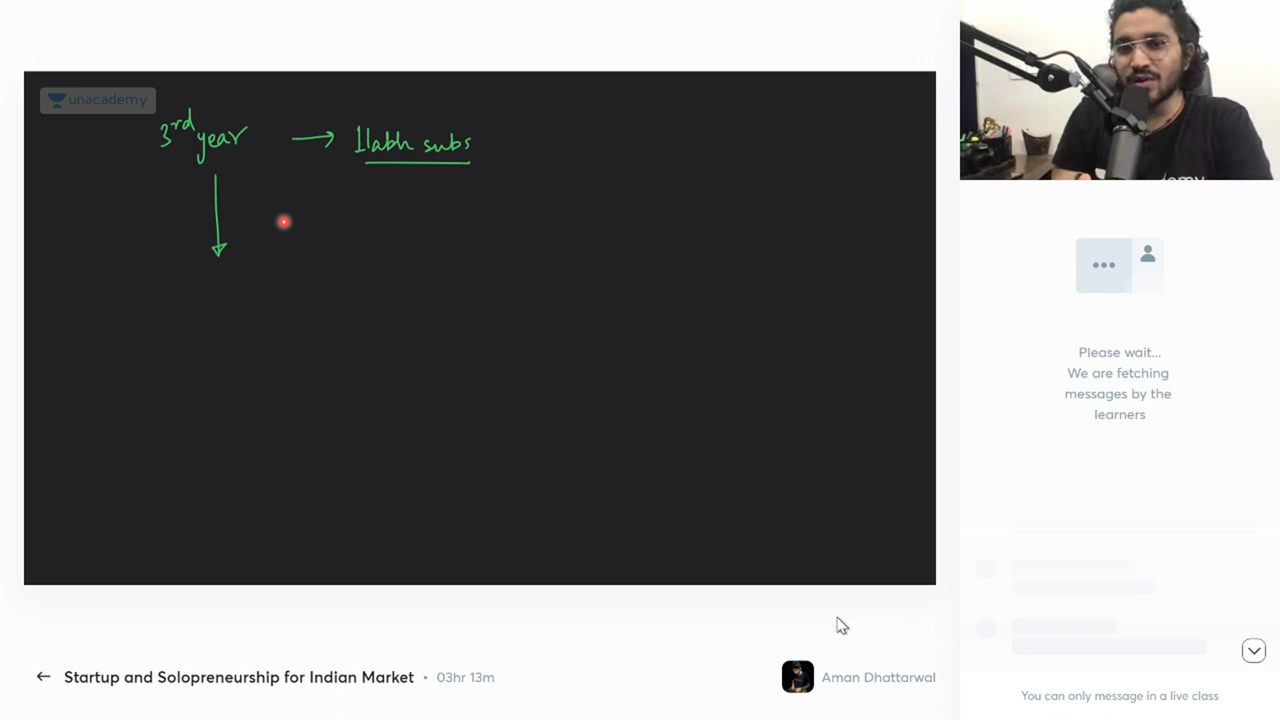 unacademy
3rd year → 1labh subs
Please wait...
We are fetching
messages by the
learners
Startup and Solopreneurship for Indian Market • 03hr 13m
Aman Dhattarwal
You can only message in a live class